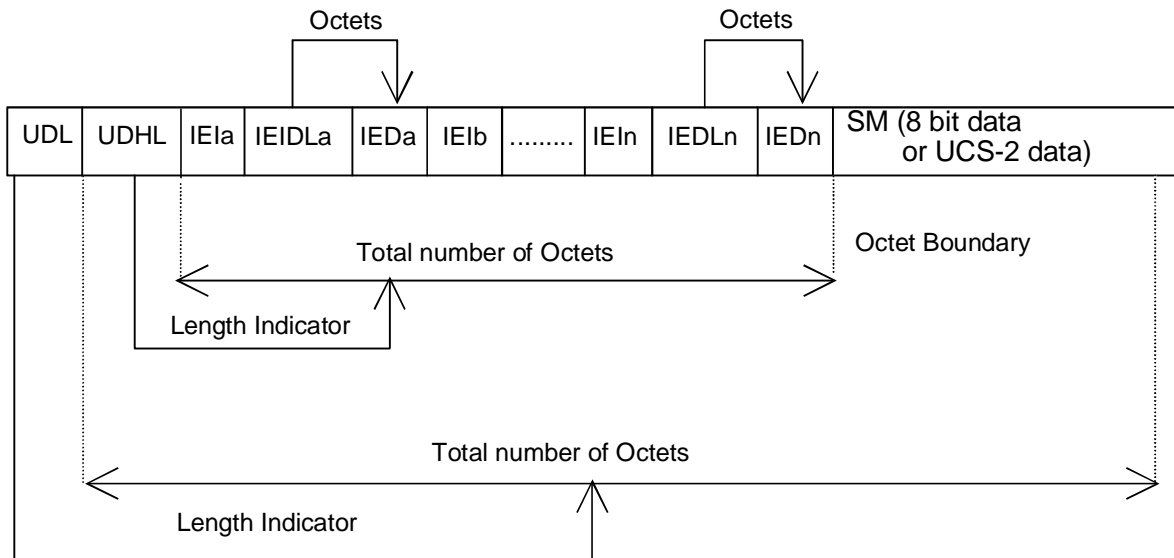 Octets Octets
UDL UDHL IEIa IEIDLa IEDa IEIb ......... IEIn IEDLn IEDn SM (8 bit data
or UCS-2 data)
Total number of Octets Octet Boundary
Length Indicator
Total number of Octets
Length Indicator